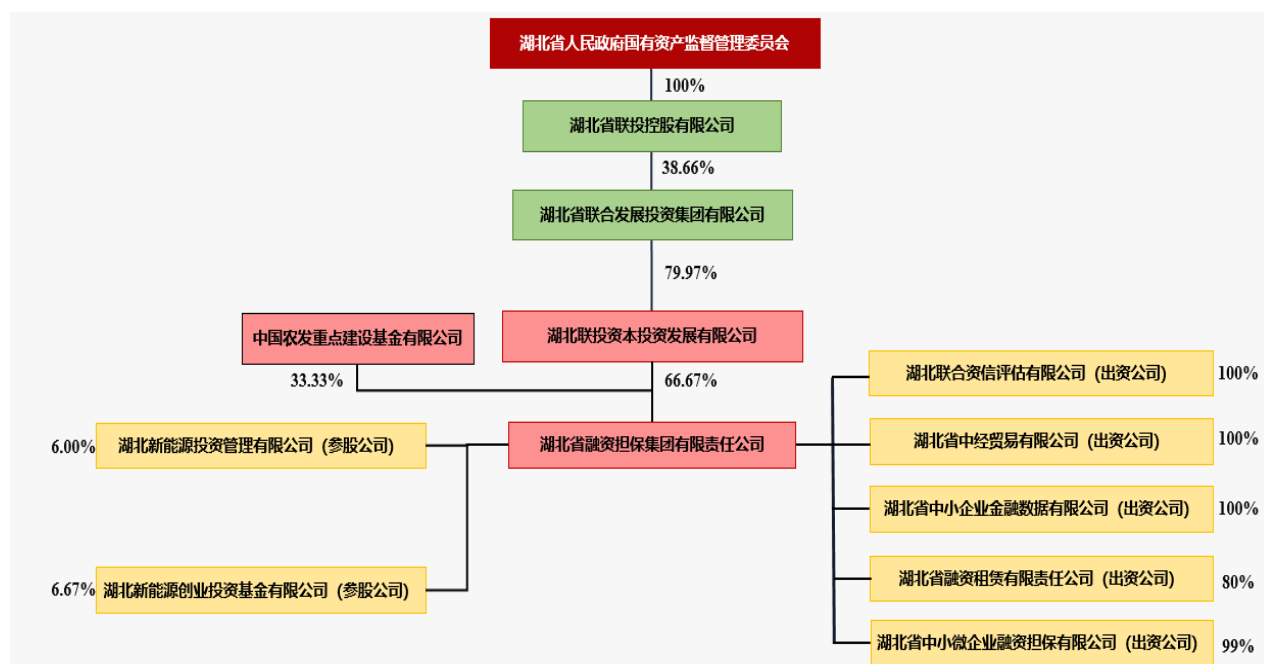 湖北省人民政府国有资产监督管理委员会
100%
湖北省联投控股有限公司
38.66%
湖北省联合发展投资集团有限公司
79.97%
中国农发重点建设基金有限公司
湖北联投资本投资发展有限公司
33.33%
66.67%
湖北联合资信评估有限公司（出资公司）
100%
6.00%
湖北新能源投资管理有限公司（参股公司）
湖北省融资担保集团有限责任公司
湖北省中经贸易有限公司（出资公司）
100%
湖北省中小企业金融数据有限公司（出资公司）
100%
6.67%
湖北新能源创业投资基金有限公司（参股公司）
湖北省融资租赁有限责任公司（出资公司）
80%
湖北省中小微企业融资担保有限公司（出资公司）
99%